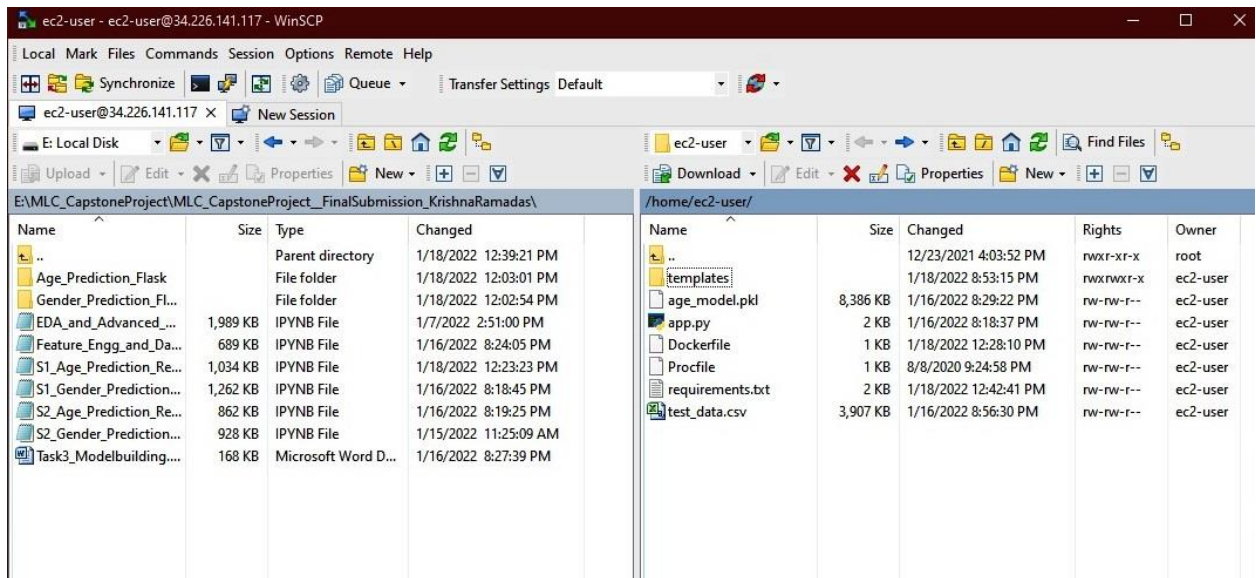 ec2-user - ec2-user@34.226.141.117 - WinSCP
Local Mark Files Commands Session Options Remote Help
Synchronize Queue Transfer Settings Default
ec2-user@34.226.141.117 New Session
E: Local Disk ec2-user Find Files
Upload Edit Properties New Download Edit Properties New
E:\MLC_CapstoneProject\MLC_CapstoneProject__FinalSubmission_KrishnaRamadas\ /home/ec2-user/
Name Size Type Changed Name Size Changed Rights Owner
.. Parent directory 1/18/2022 12:39:21 PM .. 12/23/2021 4:03:52 PM rwxr-xr-x root
Age_Prediction_Flask File folder 1/18/2022 12:03:01 PM templates 1/18/2022 8:53:15 PM rwxrwxr-x ec2-user
Gender_Prediction_Fl... File folder 1/18/2022 12:02:54 PM age_model.pkl 8,386 KB 1/16/2022 8:29:22 PM rw-rw-r-- ec2-user
EDA_and_Advanced_... 1,989 KB IPYNB File 1/7/2022 2:51:00 PM app.py 2 KB 1/16/2022 8:18:37 PM rw-rw-r-- ec2-user
Feature_Engg_and_Da... 689 KB IPYNB File 1/16/2022 8:24:05 PM Dockerfile 1 KB 1/18/2022 12:28:10 PM rw-rw-r-- ec2-user
S1_Age_Prediction_Re... 1,034 KB IPYNB File 1/18/2022 12:23:23 PM Procfile 1 KB 8/8/2020 9:24:58 PM rw-rw-r-- ec2-user
S1_Gender_Prediction... 1,262 KB IPYNB File 1/16/2022 8:18:45 PM requirements.txt 2 KB 1/18/2022 12:42:41 PM rw-rw-r-- ec2-user
S2_Age_Prediction_Re... 862 KB IPYNB File 1/16/2022 8:19:25 PM test_data.csv 3,907 KB 1/16/2022 8:56:30 PM rw-rw-r-- ec2-user
S2_Gender_Prediction... 928 KB IPYNB File 1/15/2022 11:25:09 AM
Task3_Modelbuilding.... 168 KB Microsoft Word D... 1/16/2022 8:27:39 PM